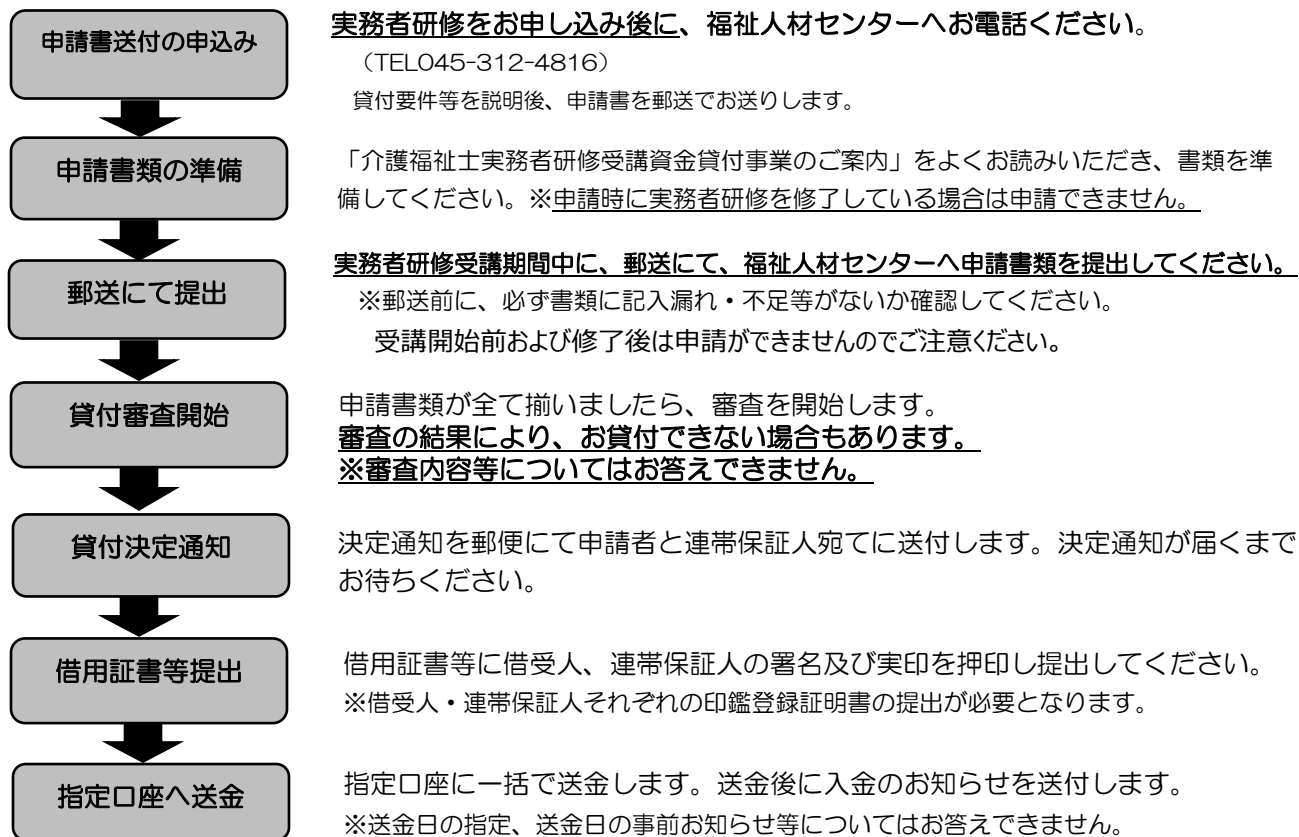 申請書送付の申込み
実務者研修をお申し込み後に、福祉人材センターへお電話ください。
（TEL045-312-4816）
貸付要件等を説明後、申請書を郵送でお送りします。
申請書類の準備
「介護福祉士実務者研修受講資金貸付事業のご案内」をよくお読みいただき、書類を準
備してください。※申請時に実務者研修を修了している場合は申請できません。
郵送にて提出
実務者研修受講期間中に、郵送にて、福祉人材センターへ申請書類を提出してください。
※郵送前に、必ず書類に記入漏れ・不足等がないか確認してください。
受講開始前および修了後は申請ができませんのでご注意ください。
貸付審査開始
申請書類が全て揃いましたら、審査を開始します。
審査の結果により、お貸付できない場合もあります。
※審査内容等についてはお答えできません。
貸付決定通知
決定通知を郵便にて申請者と連帯保証人宛てに送付します。決定通知が届くまで
お待ちください。
借用証書等提出
借用証書等に借受人、連帯保証人の署名及び実印を押印し提出してください。
※借受人・連帯保証人それぞれの印鑑登録証明書の提出が必要となります。
指定口座へ送金
指定口座に一括で送金します。送金後に入金のお知らせを送付します。
※送金日の指定、送金日の事前お知らせ等についてはお答えできません。